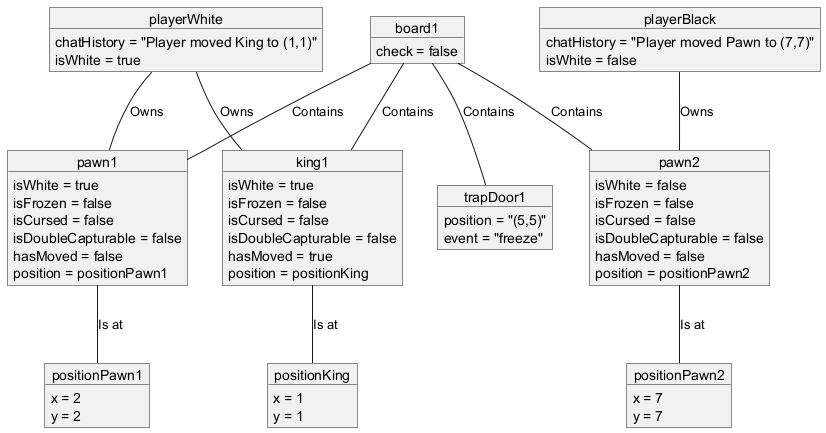 playerWhite
chatHistory = "Player moved King to (1,1)"
isWhite = true
board1
check = false
playerBlack
chatHistory = "Player moved Pawn to (7,7)"
isWhite = false
Owns
Owns
Contains
Contains
Contains
Contains
Owns
pawn1
isWhite = true
isFrozen = false
isCursed = false
isDoubleCapturable = false
hasMoved = false
position = positionPawn1
king1
isWhite = true
isFrozen = false
isCursed = false
isDoubleCapturable = false
hasMoved = true
position = positionKing
trapDoor1
position = "(5,5)"
event = "freeze"
pawn2
isWhite = false
isFrozen = false
isCursed = false
isDoubleCapturable = false
hasMoved = false
position = positionPawn2
Is at
Is at
Is at
positionPawn1
x = 2
y = 2
positionKing
x = 1
y = 1
positionPawn2
x = 7
y = 7